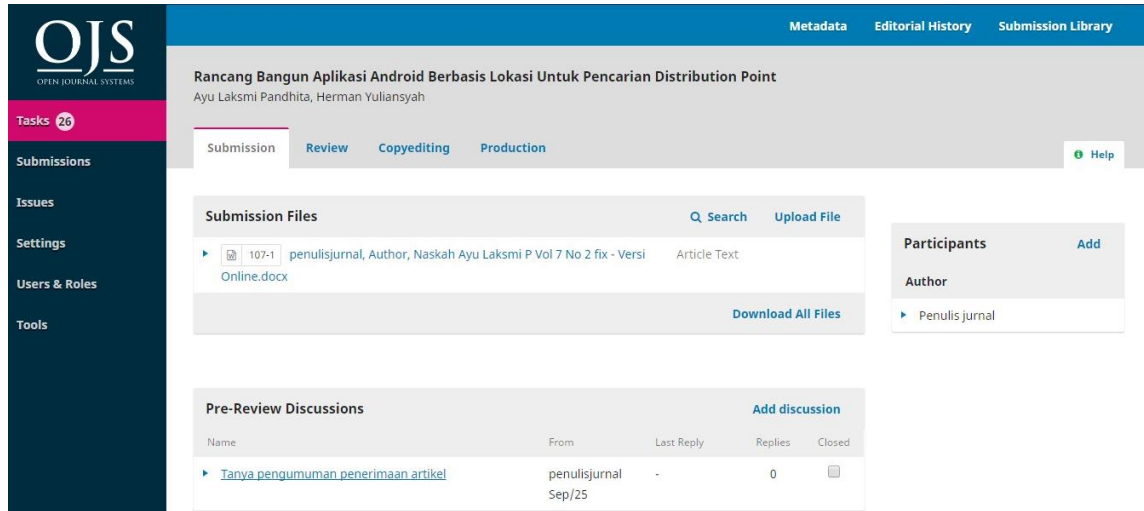 OJS
OPEN JOURNAL SYSTEMS
Tasks 26
Submissions
Issues
Settings
Users & Roles
Tools
Metadata Editorial History Submission Library
Rancang Bangun Aplikasi Android Berbasis Lokasi Untuk Pencarian Distribution Point
Ayu Laksmi Pandhita, Herman Yuliansyah
Submission Review Copyediting Production
Help
Submission Files Search Upload File
107-1 penulisjurnal, Author, Naskah Ayu Laksmi P Vol 7 No 2 fix - Versi Article Text
Online.docx
Download All Files
Participants Add
Author
Penulis jurnal
Pre-Review Discussions Add discussion
Name From Last Reply Replies Closed
Tanya pengumuman penerimaan artikel penulisjurnal - 0
Sep/25